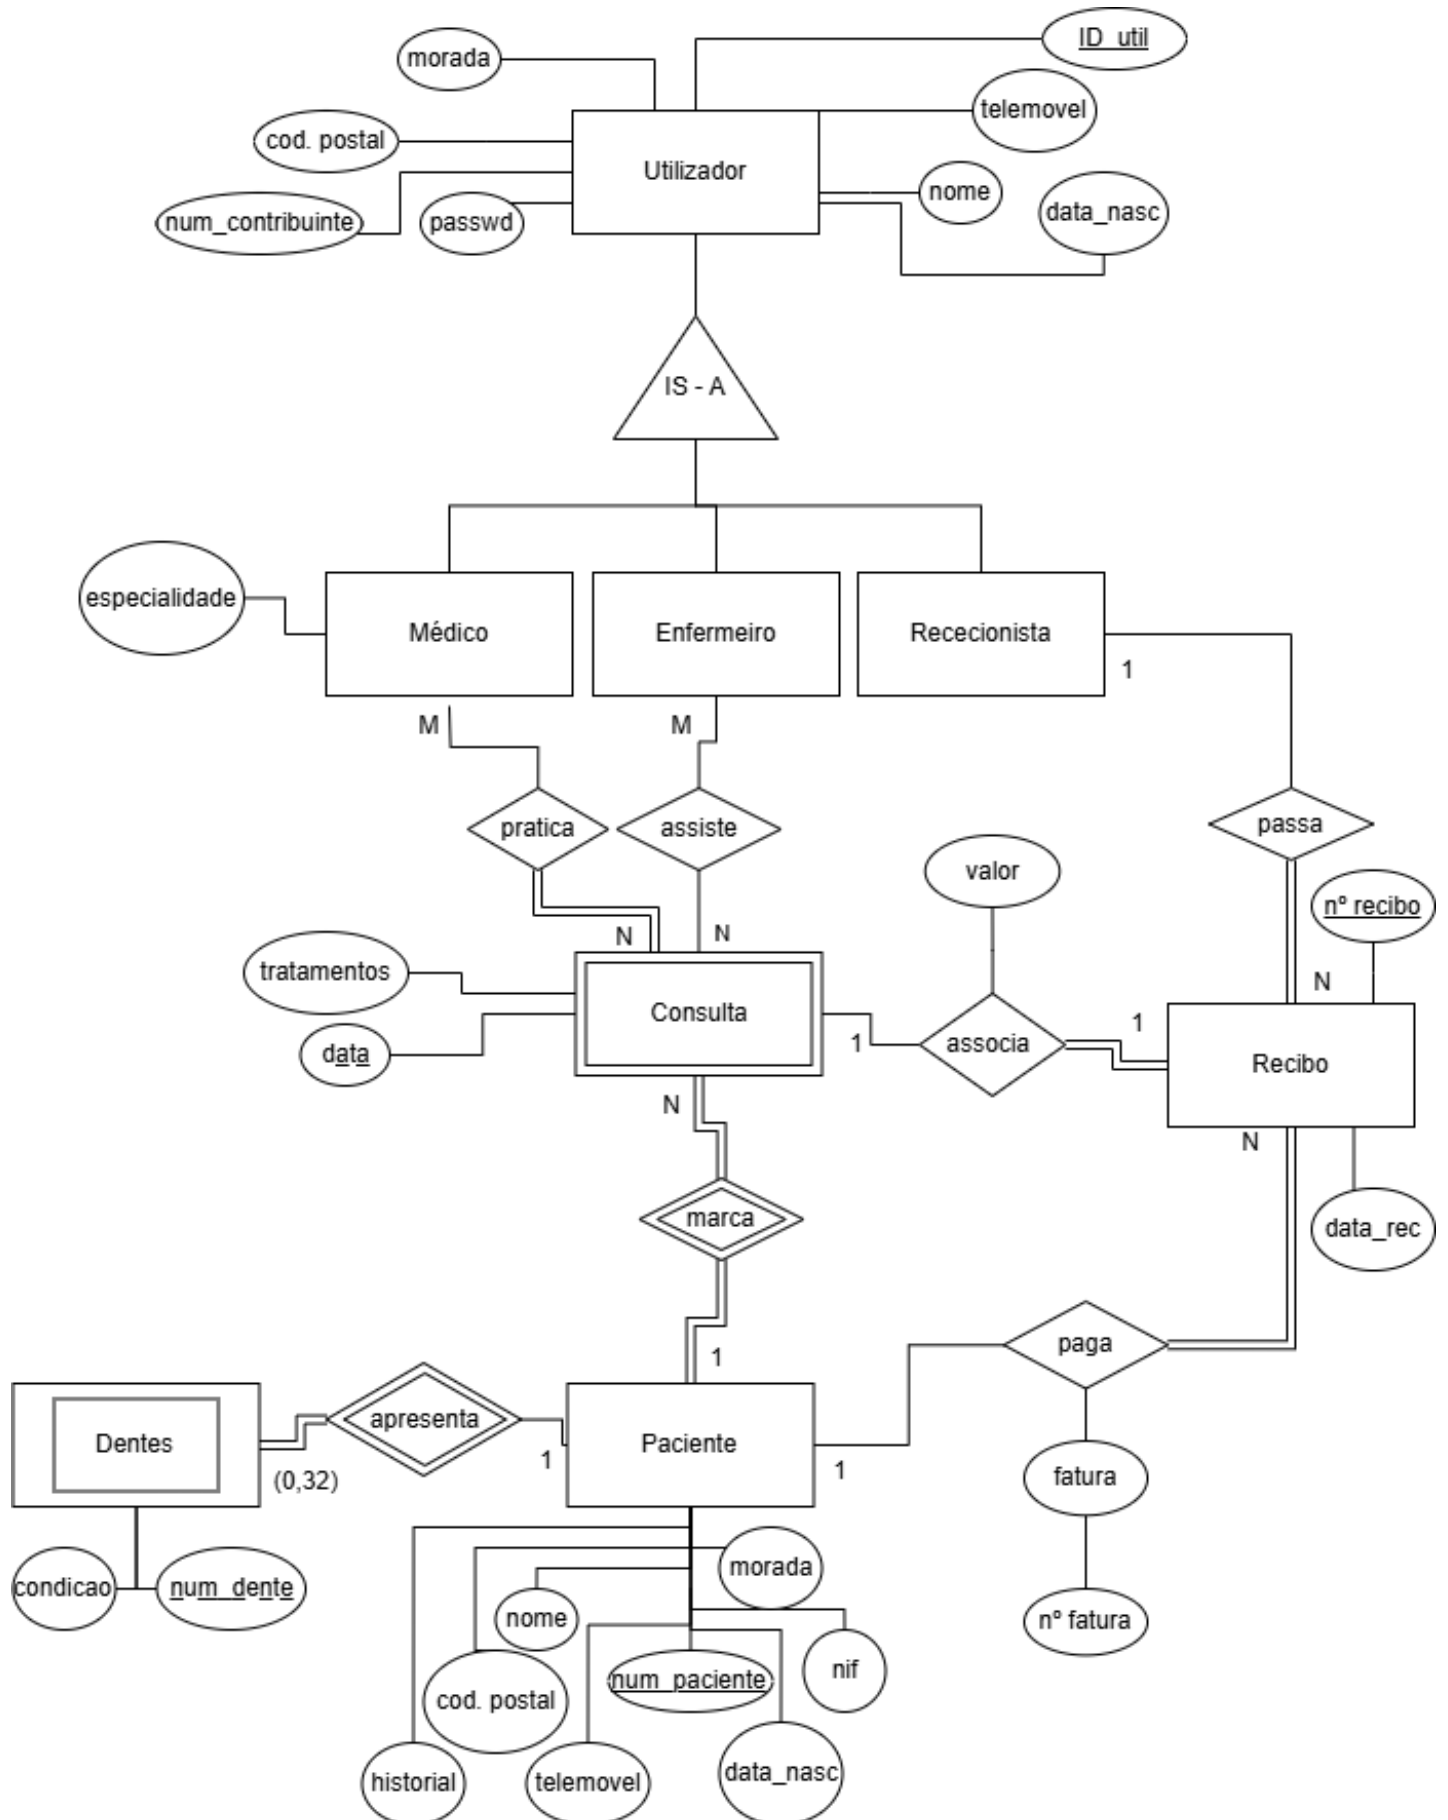 ID_util
morada
telemovel
cod. postal
Utilizador
nome
num_contribuinte
passwd
data_nasc
IS - A
especialidade
Médico
Enfermeiro
Rececionista
1
M
M
pratica
assiste
passa
valor
nº recibo
N
N
tratamentos
N
Consulta
1
1
associa
Recibo
data
N
N
marca
data_rec
1
paga
apresenta
Dentes
Paciente
1
1
(0,32)
fatura
morada
condicao
num_dente
nome
nº fatura
nif
num_paciente
cod. postal
historial
telemovel
data_nasc